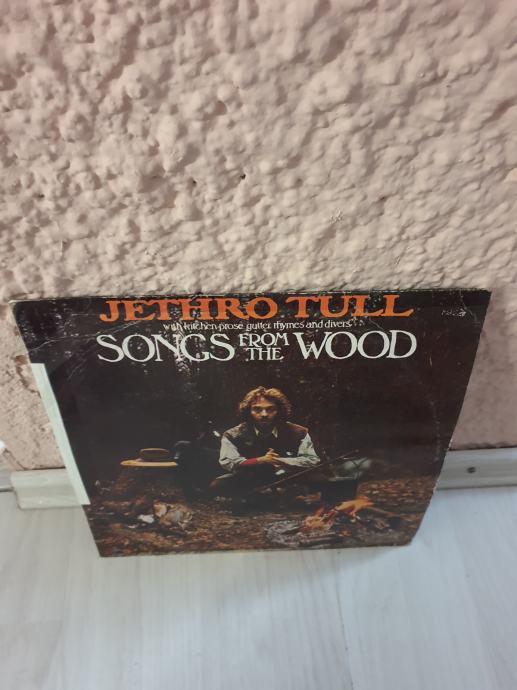 JETHRO TULL
with kitchen prose, gutter rhymes and divers
SONGS FROM THE WOOD